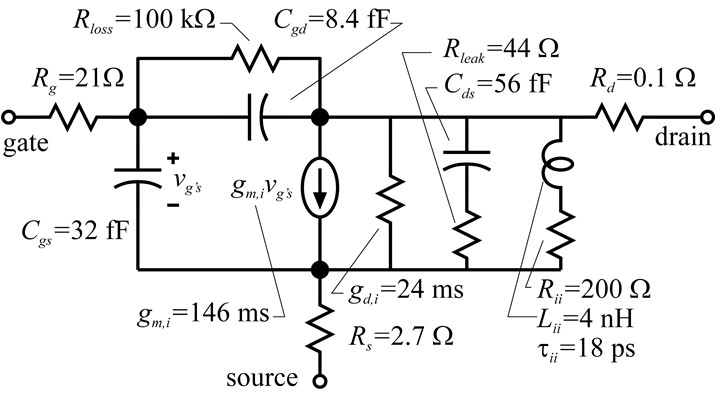 R_loss=100 kΩ
C_gd=8.4 fF
R_leak=44 Ω
R_g=21Ω
C_ds=56 fF
R_d=0.1 Ω
gate
drain
+
v_g's
−
g_m,i v_g's
C_gs=32 fF
g_d,i=24 ms
R_ii=200 Ω
g_m,i=146 ms
L_ii=4 nH
R_s=2.7 Ω
τ_ii=18 ps
source